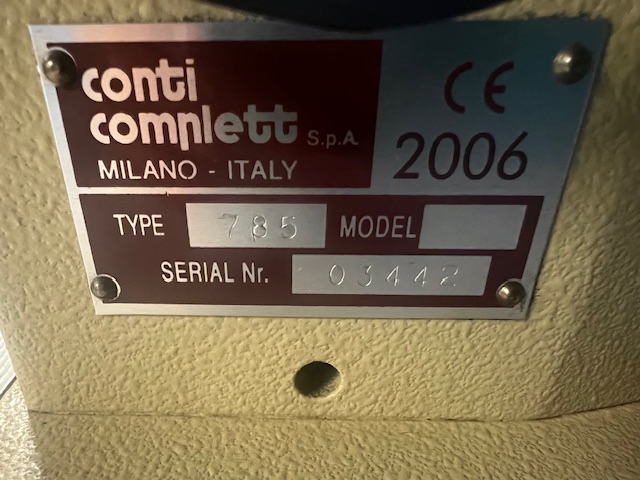 conti
complett S.p.A.
MILANO - ITALY
CE
2006
TYPE 785 MODEL
SERIAL Nr. 03442